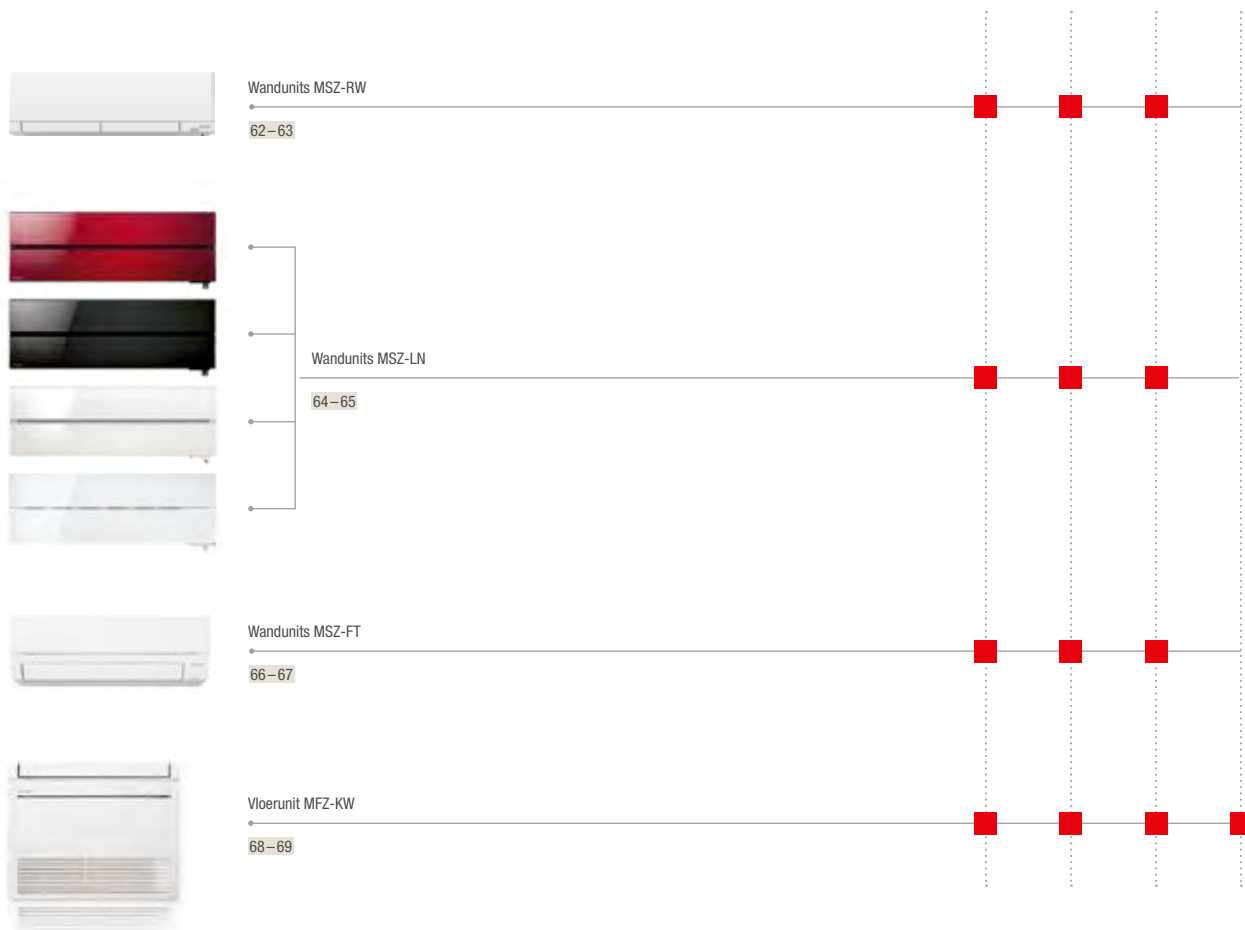 Wandunits MSZ-RW
62–63
Wandunits MSZ-LN
64–65
Wandunits MSZ-FT
66–67
Vloerunit MFZ-KW
68–69